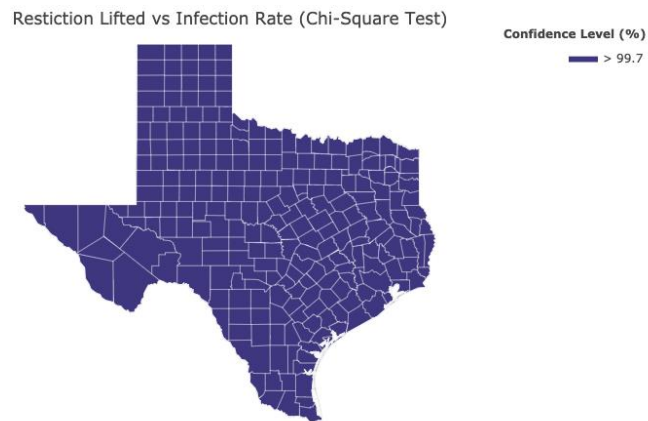 Restiction Lifted vs Infection Rate (Chi-Square Test)
Confidence Level (%)
> 99.7